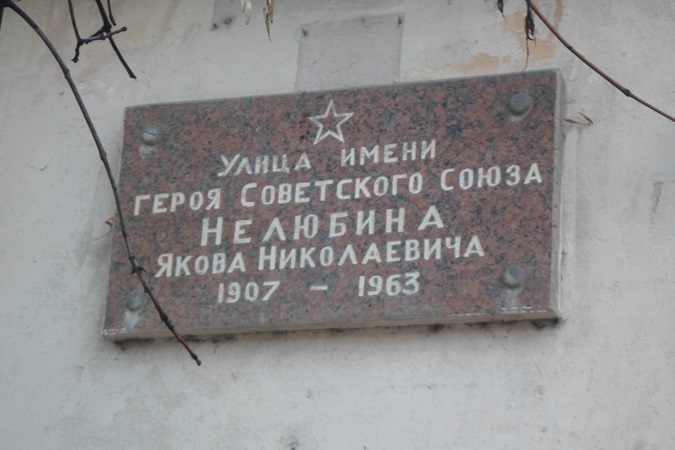 Улица имени
героя Советского Союза
Нелюбина
Якова Николаевича
1907 – 1963